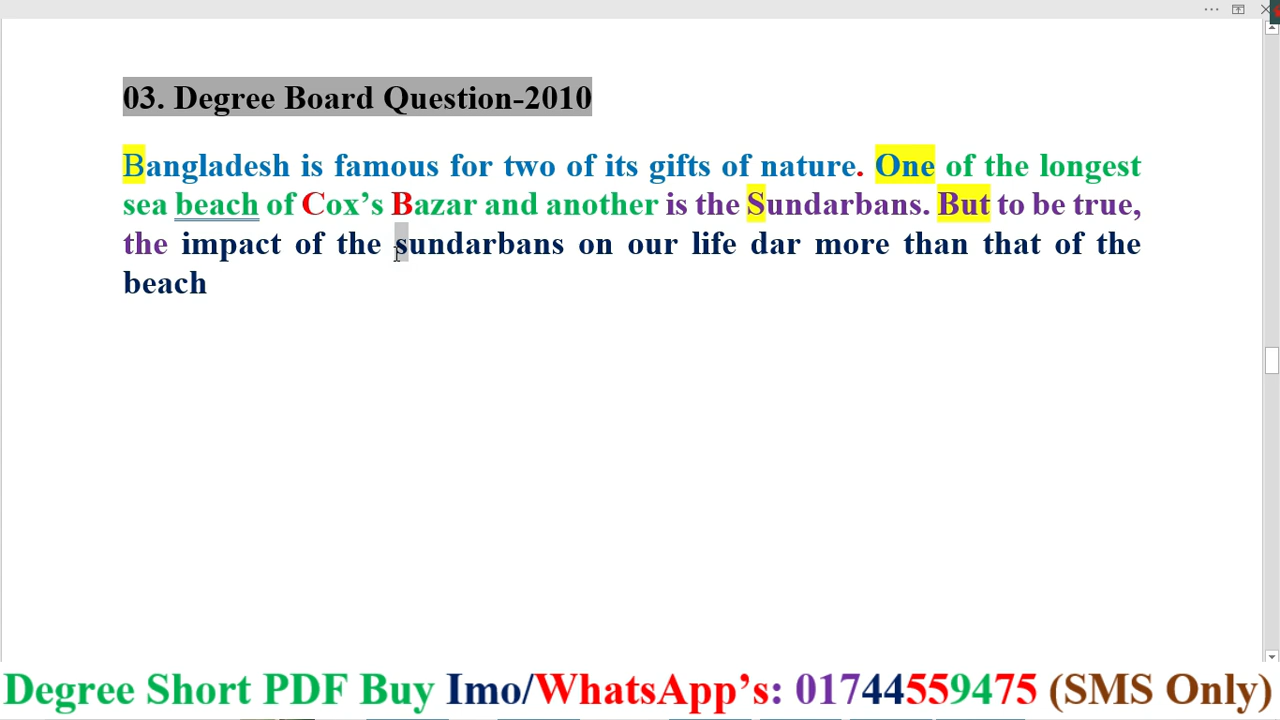 03. Degree Board Question-2010
Bangladesh is famous for two of its gifts of nature. One of the longest
sea beach of Cox’s Bazar and another is the Sundarbans. But to be true,
the impact of the sundarbans on our life dar more than that of the
beach
Degree Short PDF Buy Imo/WhatsApp’s: 01744559475 (SMS Only)